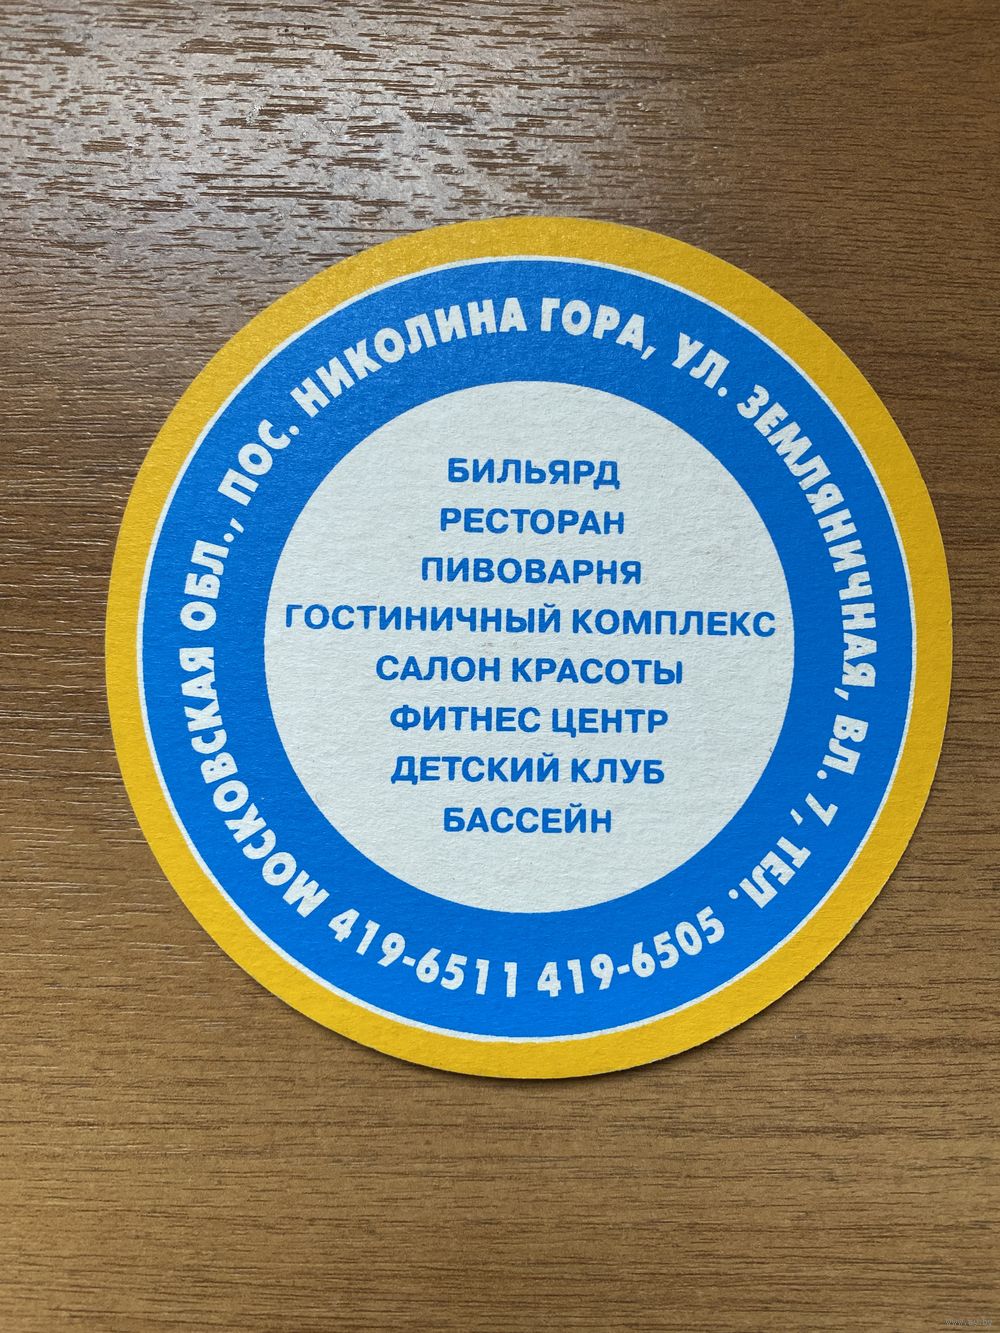 МОСКОВСКАЯ ОБЛ., ПОС. НИКОЛИНА ГОРА, УЛ. ЗЕМЛЯНИЧНАЯ, ВЛ. 7, ТЕЛ. 419-6505 419-6511
БИЛЬЯРД
РЕСТОРАН
ПИВОВАРНЯ
ГОСТИНИЧНЫЙ КОМПЛЕКС
САЛОН КРАСОТЫ
ФИТНЕС ЦЕНТР
ДЕТСКИЙ КЛУБ
БАССЕЙН